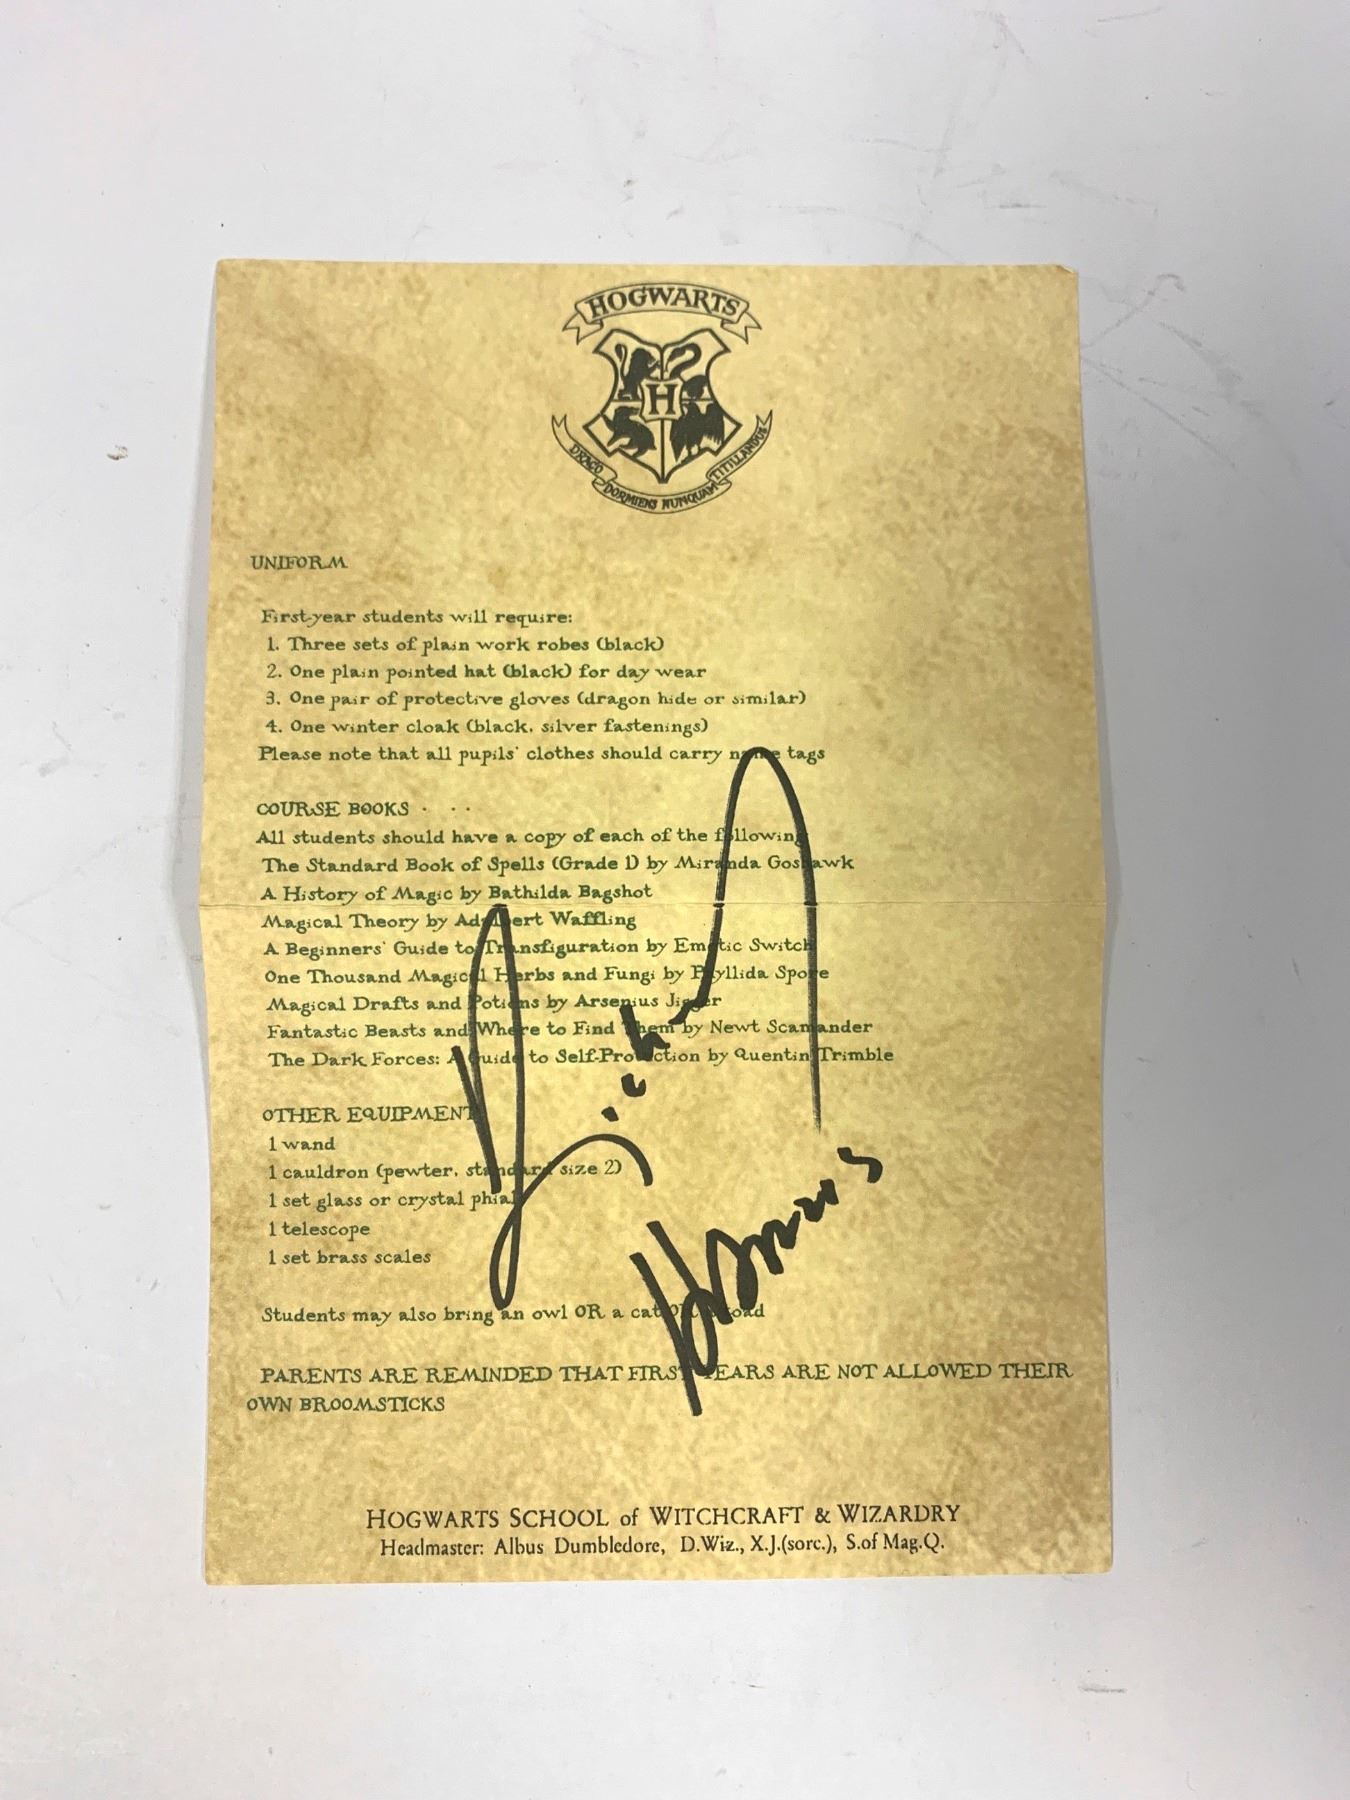 HOGWARTS
H
DRACO DORMIENS NUNQUAM TITILLANDUS
UNIFORM
First-year students will require:
1. Three sets of plain work robes (black)
2. One plain pointed hat (black) for day wear
3. One pair of protective gloves (dragon hide or similar)
4. One winter cloak (black, silver fastenings)
Please note that all pupils' clothes should carry name tags
COURSE BOOKS
All students should have a copy of each of the following
The Standard Book of Spells (Grade 1) by Miranda Goshawk
A History of Magic by Bathilda Bagshot
Magical Theory by Adalbert Waffling
A Beginners' Guide to Transfiguration by Emetic Switch
One Thousand Magical Herbs and Fungi by Phyllida Spore
Magical Drafts and Potions by Arsenius Jigger
Fantastic Beasts and Where to Find Them by Newt Scamander
The Dark Forces: A Guide to Self-Protection by Quentin Trimble
OTHER EQUIPMENT
1 wand
1 cauldron (pewter, standard size 2)
1 set glass or crystal phials
1 telescope
1 set brass scales
Students may also bring an owl OR a cat OR a toad
PARENTS ARE REMINDED THAT FIRST YEARS ARE NOT ALLOWED THEIR
OWN BROOMSTICKS
Richard
Harris
HOGWARTS SCHOOL of WITCHCRAFT & WIZARDRY
Headmaster: Albus Dumbledore, D.Wiz., X.J.(sorc.), S.of Mag.Q.